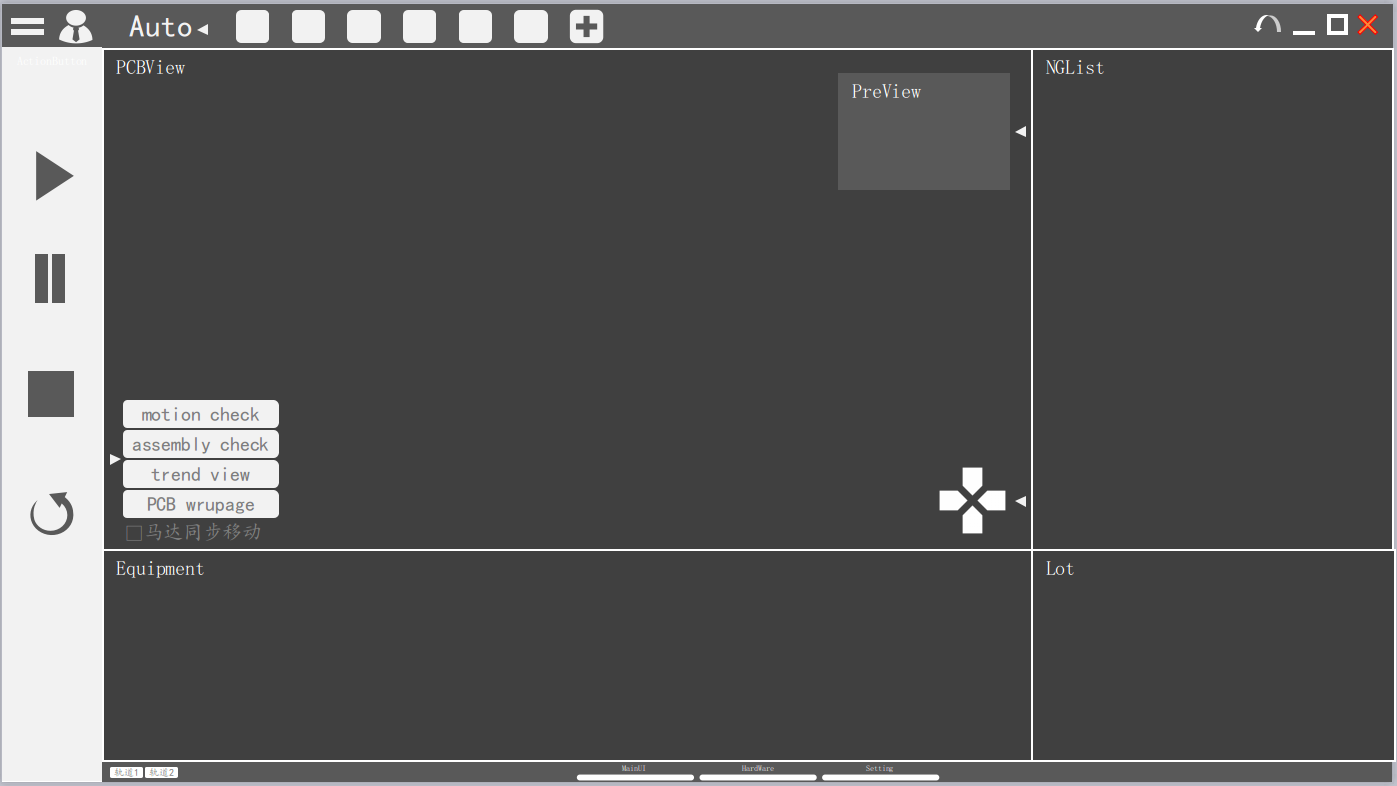 Auto
ActionButton
PCBView
PreView
NGList
motion check
assembly check
trend view
PCB wrupage
马达同步移动
Equipment
Lot
轨道1 轨道2
MainUI HardWare Setting